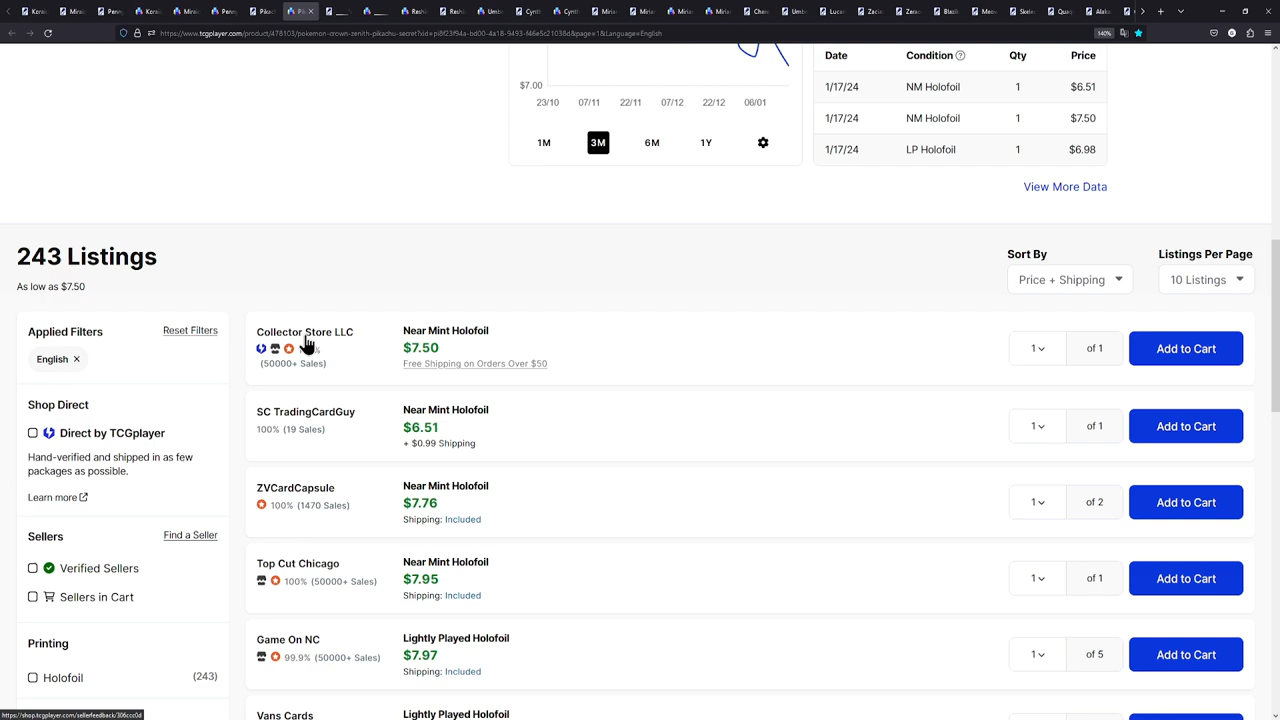 https://www.tcgplayer.com/product/478103/pokemon-crown-zenith-pikachu-secret?xid=pi8f23f94a-bd00-4a18-9493-f46e5c21038d&page=1&Language=English
140%
Date Condition Qty Price
1/17/24 NM Holofoil 1 $6.51
1/17/24 NM Holofoil 1 $7.50
1/17/24 LP Holofoil 1 $6.98
$7.00
23/10 07/11 22/11 07/12 22/12 06/01
1M 3M 6M 1Y
View More Data
243 Listings
As low as $7.50
Sort By
Price + Shipping
Listings Per Page
10 Listings
Applied Filters Reset Filters
English
Shop Direct
Direct by TCGplayer
Hand-verified and shipped in as few
packages as possible.
Learn more
Sellers Find a Seller
Verified Sellers
Sellers in Cart
Printing
Holofoil (243)
Collector Store LLC
(50000+ Sales)
Near Mint Holofoil
$7.50
Free Shipping on Orders Over $50
1 of 1 Add to Cart
SC TradingCardGuy
100% (19 Sales)
Near Mint Holofoil
$6.51
+ $0.99 Shipping
1 of 1 Add to Cart
ZVCardCapsule
100% (1470 Sales)
Near Mint Holofoil
$7.76
Shipping: Included
1 of 2 Add to Cart
Top Cut Chicago
100% (50000+ Sales)
Near Mint Holofoil
$7.95
Shipping: Included
1 of 1 Add to Cart
Game On NC
99.9% (50000+ Sales)
Lightly Played Holofoil
$7.97
Shipping: Included
1 of 5 Add to Cart
Vans Cards
Lightly Played Holofoil
https://shop.tcgplayer.com/sellerfeedback/306ccc0d